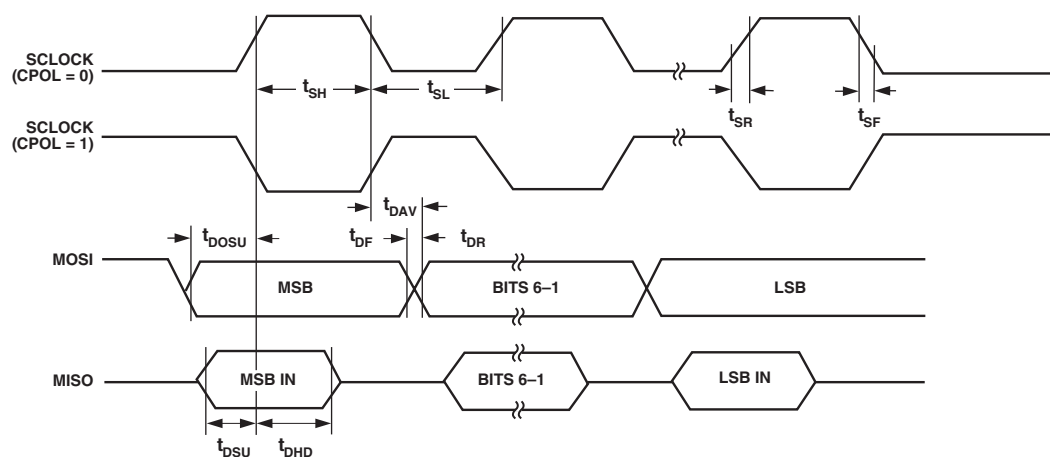 SCLOCK
(CPOL = 0)
tSH
tSL
tSR
tSF
SCLOCK
(CPOL = 1)
tDAV
tDOSU
tDF
tDR
MOSI
MSB
BITS 6–1
LSB
MISO
MSB IN
BITS 6–1
LSB IN
tDSU
tDHD